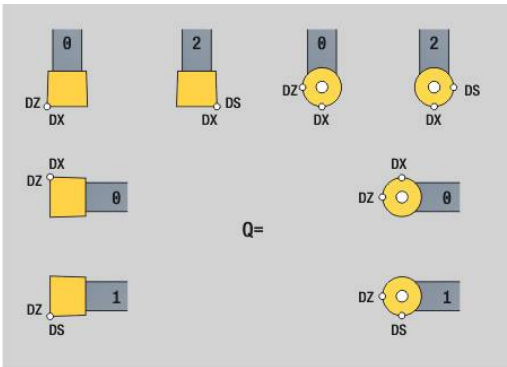 0 2 0 2
DZ DS DZ DS
DX DX DX DX
DX DX
DZ 0 DZ 0
Q=
1 DZ 1
DZ
DS DS